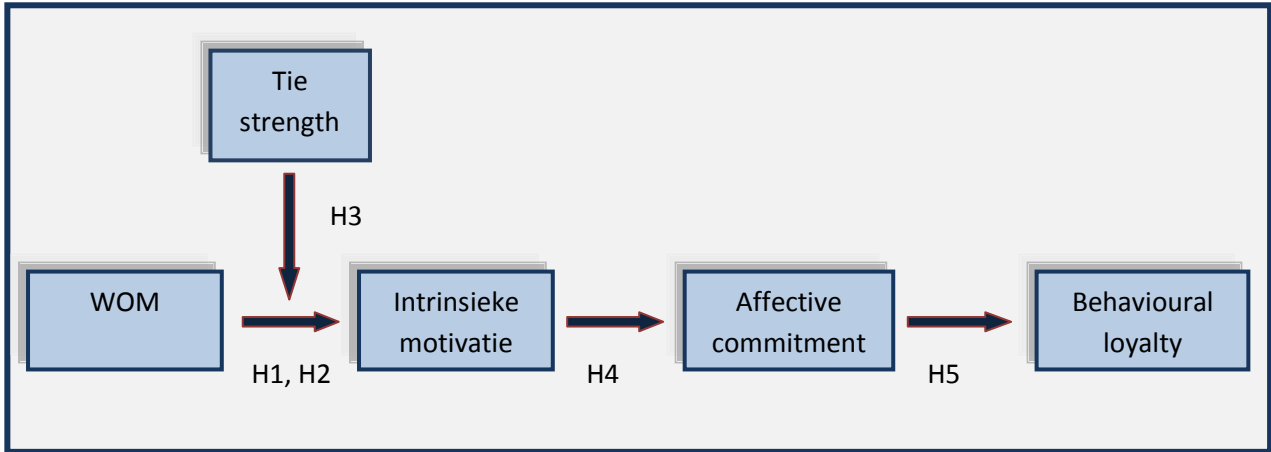 Tie
strength
H3
WOM
Intrinsieke
motivatie
Affective
commitment
Behavioural
loyalty
H1, H2
H4
H5